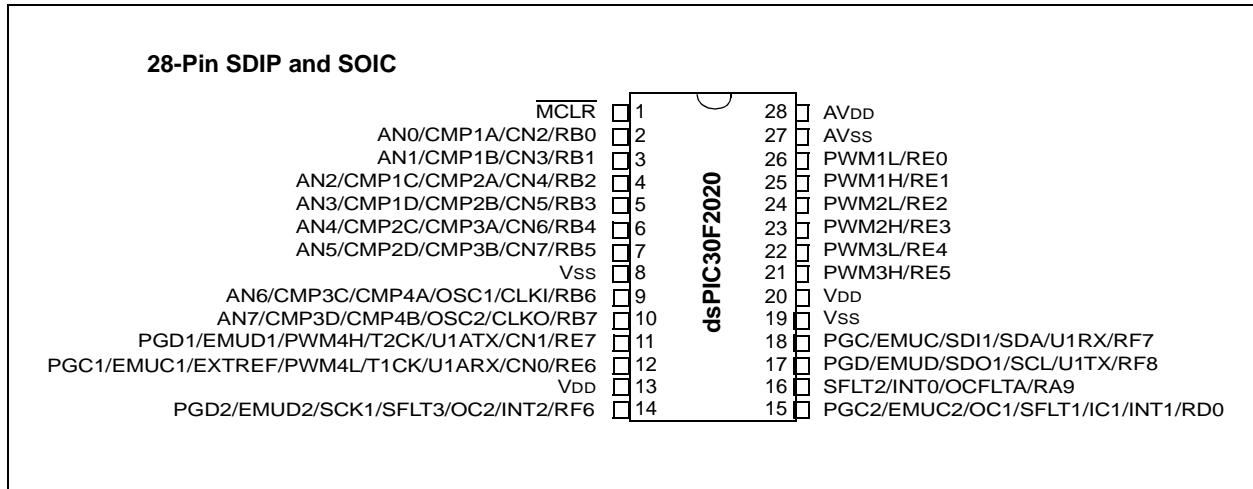 28-Pin SDIP and SOIC
MCLR 1 28 AVDD
AN0/CMP1A/CN2/RB0 2 27 AVSS
AN1/CMP1B/CN3/RB1 3 26 PWM1L/RE0
AN2/CMP1C/CMP2A/CN4/RB2 4 25 PWM1H/RE1
AN3/CMP1D/CMP2B/CN5/RB3 5 24 PWM2L/RE2
AN4/CMP2C/CMP3A/CN6/RB4 6 23 PWM2H/RE3
AN5/CMP2D/CMP3B/CN7/RB5 7 22 PWM3L/RE4
VSS 8 21 PWM3H/RE5
AN6/CMP3C/CMP4A/OSC1/CLKI/RB6 9 20 VDD
AN7/CMP3D/CMP4B/OSC2/CLKO/RB7 10 19 VSS
PGD1/EMUD1/PWM4H/T2CK/U1ATX/CN1/RE7 11 18 PGC/EMUC/SDI1/SDA/U1RX/RF7
PGC1/EMUC1/EXTREF/PWM4L/T1CK/U1ARX/CN0/RE6 12 17 PGD/EMUD/SDO1/SCL/U1TX/RF8
VDD 13 16 SFLT2/INT0/OCFLTA/RA9
PGD2/EMUD2/SCK1/SFLT3/OC2/INT2/RF6 14 15 PGC2/EMUC2/OC1/SFLT1/IC1/INT1/RD0
dsPIC30F2020